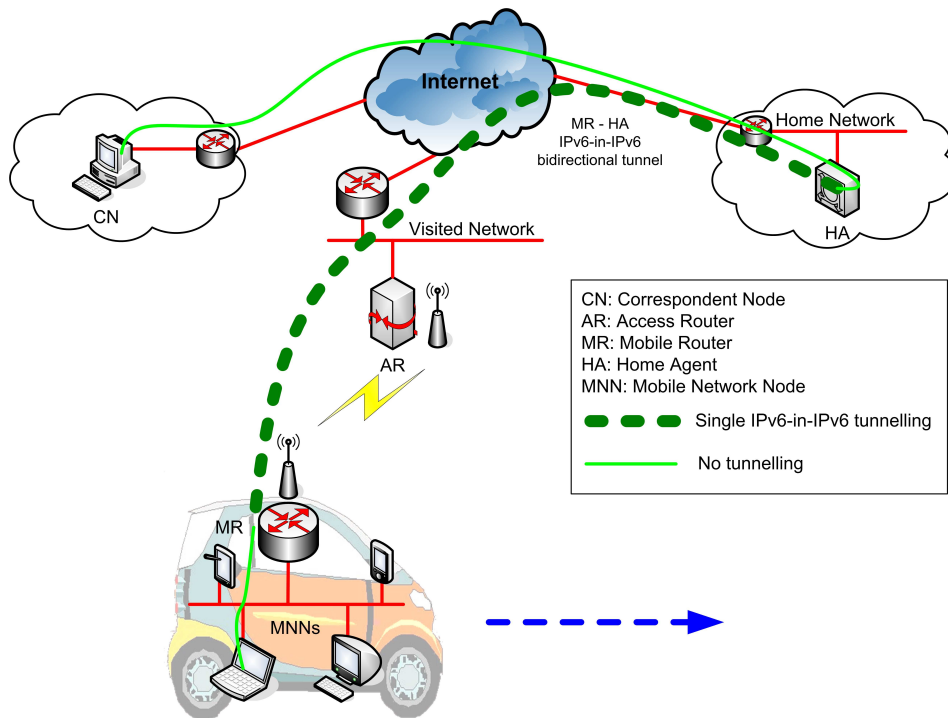 Internet
MR - HA
IPv6-in-IPv6
bidirectional tunnel
Home Network
CN
HA
Visited Network
AR
CN: Correspondent Node
AR: Access Router
MR: Mobile Router
HA: Home Agent
MNN: Mobile Network Node
Single IPv6-in-IPv6 tunnelling
No tunnelling
MR
MNNs